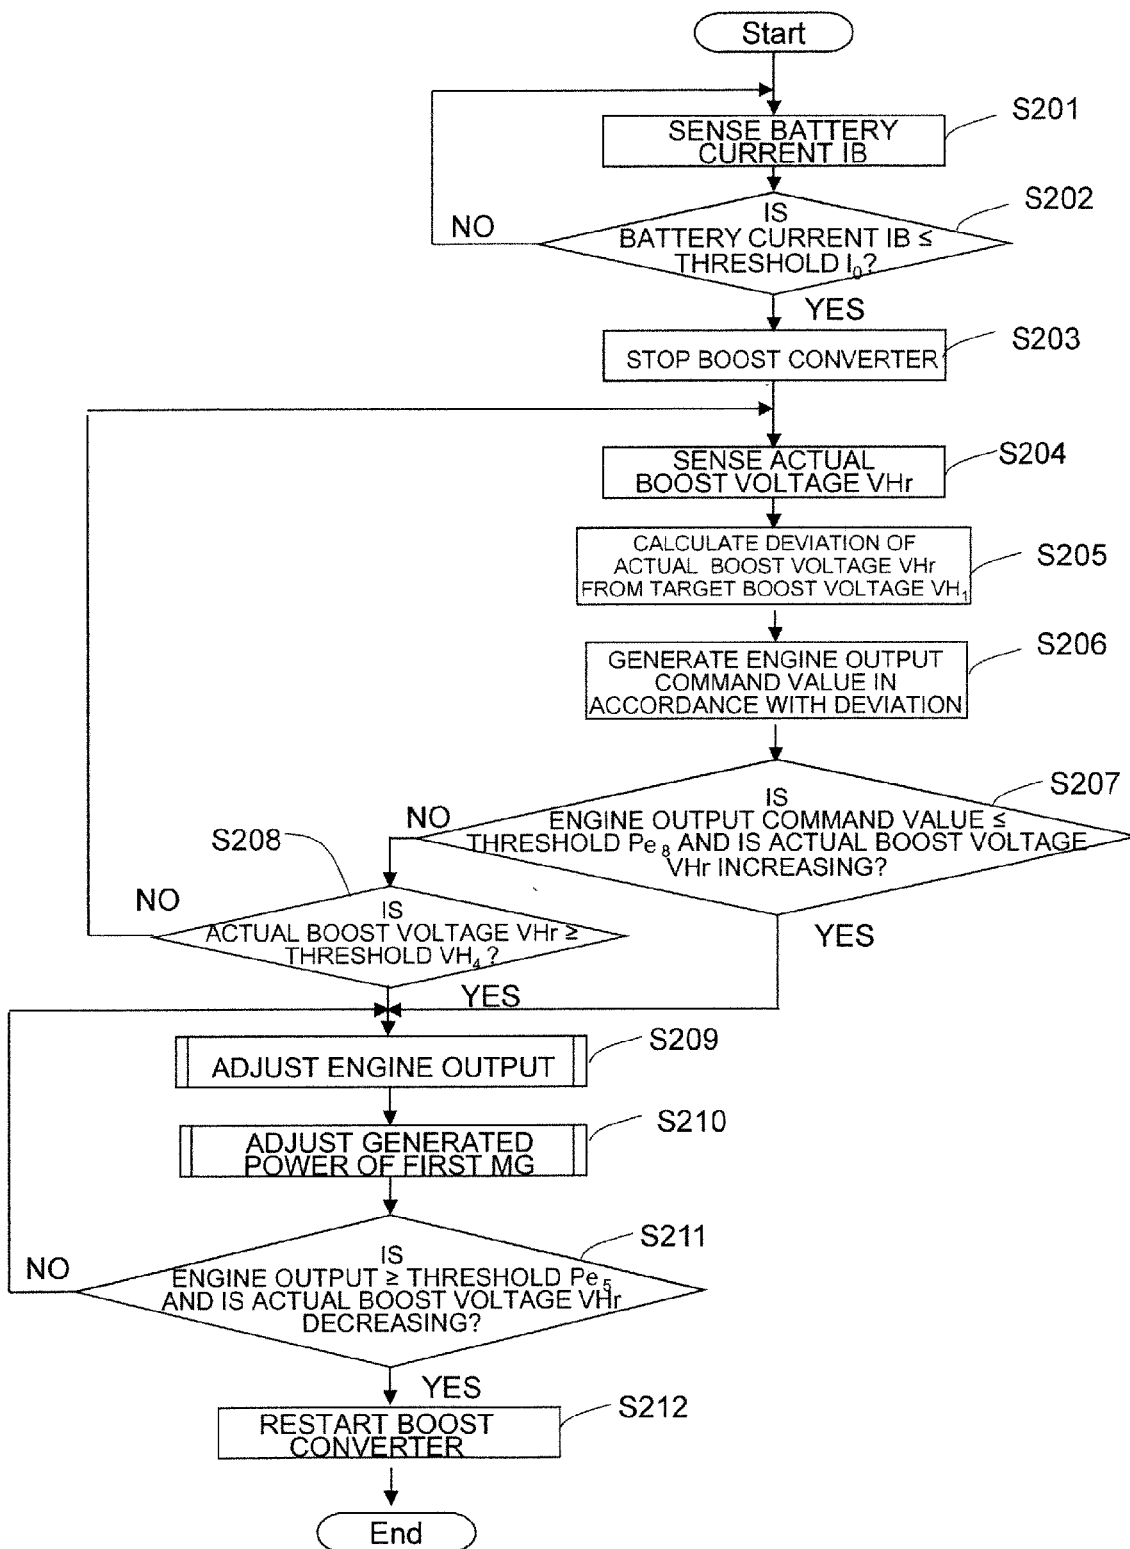 Start
SENSE BATTERY
CURRENT IB
S201
IS
BATTERY CURRENT IB ≤
THRESHOLD I₀?
S202
NO
YES
STOP BOOST CONVERTER
S203
SENSE ACTUAL
BOOST VOLTAGE VHr
S204
CALCULATE DEVIATION OF
ACTUAL BOOST VOLTAGE VHr
FROM TARGET BOOST VOLTAGE VH₁
S205
GENERATE ENGINE OUTPUT
COMMAND VALUE IN
ACCORDANCE WITH DEVIATION
S206
IS
ENGINE OUTPUT COMMAND VALUE ≤
THRESHOLD Pe₈ AND IS ACTUAL BOOST VOLTAGE
VHr INCREASING?
S207
NO
YES
S208
IS
ACTUAL BOOST VOLTAGE VHr ≥
THRESHOLD VH₄?
NO
YES
ADJUST ENGINE OUTPUT
S209
ADJUST GENERATED
POWER OF FIRST MG
S210
IS
ENGINE OUTPUT ≥ THRESHOLD Pe₅
AND IS ACTUAL BOOST VOLTAGE VHr
DECREASING?
S211
NO
YES
RESTART BOOST
CONVERTER
S212
End